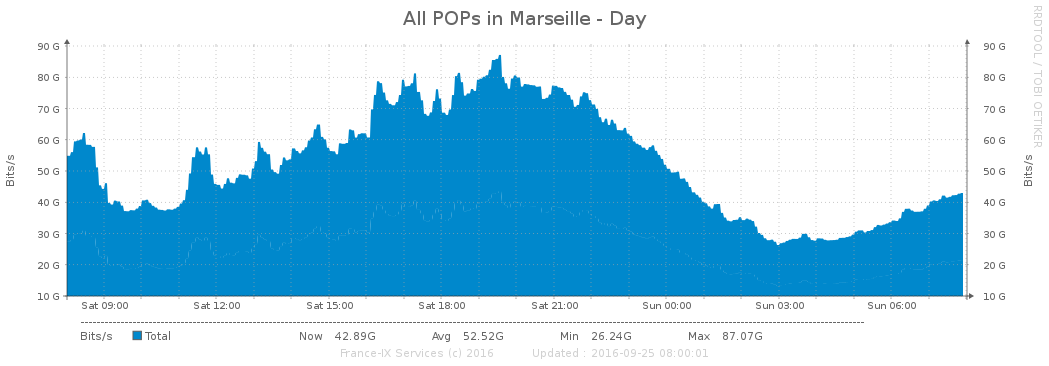 All POPs in Marseille - Day
RRDTOOL / TOBI OETIKER
90 G 90 G
80 G 80 G
70 G 70 G
60 G 60 G
50 G 50 G
40 G 40 G
30 G 30 G
20 G 20 G
10 G 10 G
Bits/s
Bits/s
Sat 09:00 Sat 12:00 Sat 15:00 Sat 18:00 Sat 21:00 Sun 00:00 Sun 03:00 Sun 06:00
Bits/s Total Now 42.89G Avg 52.52G Min 26.24G Max 87.07G
France-IX Services (c) 2016 Updated : 2016-09-25 08:00:01